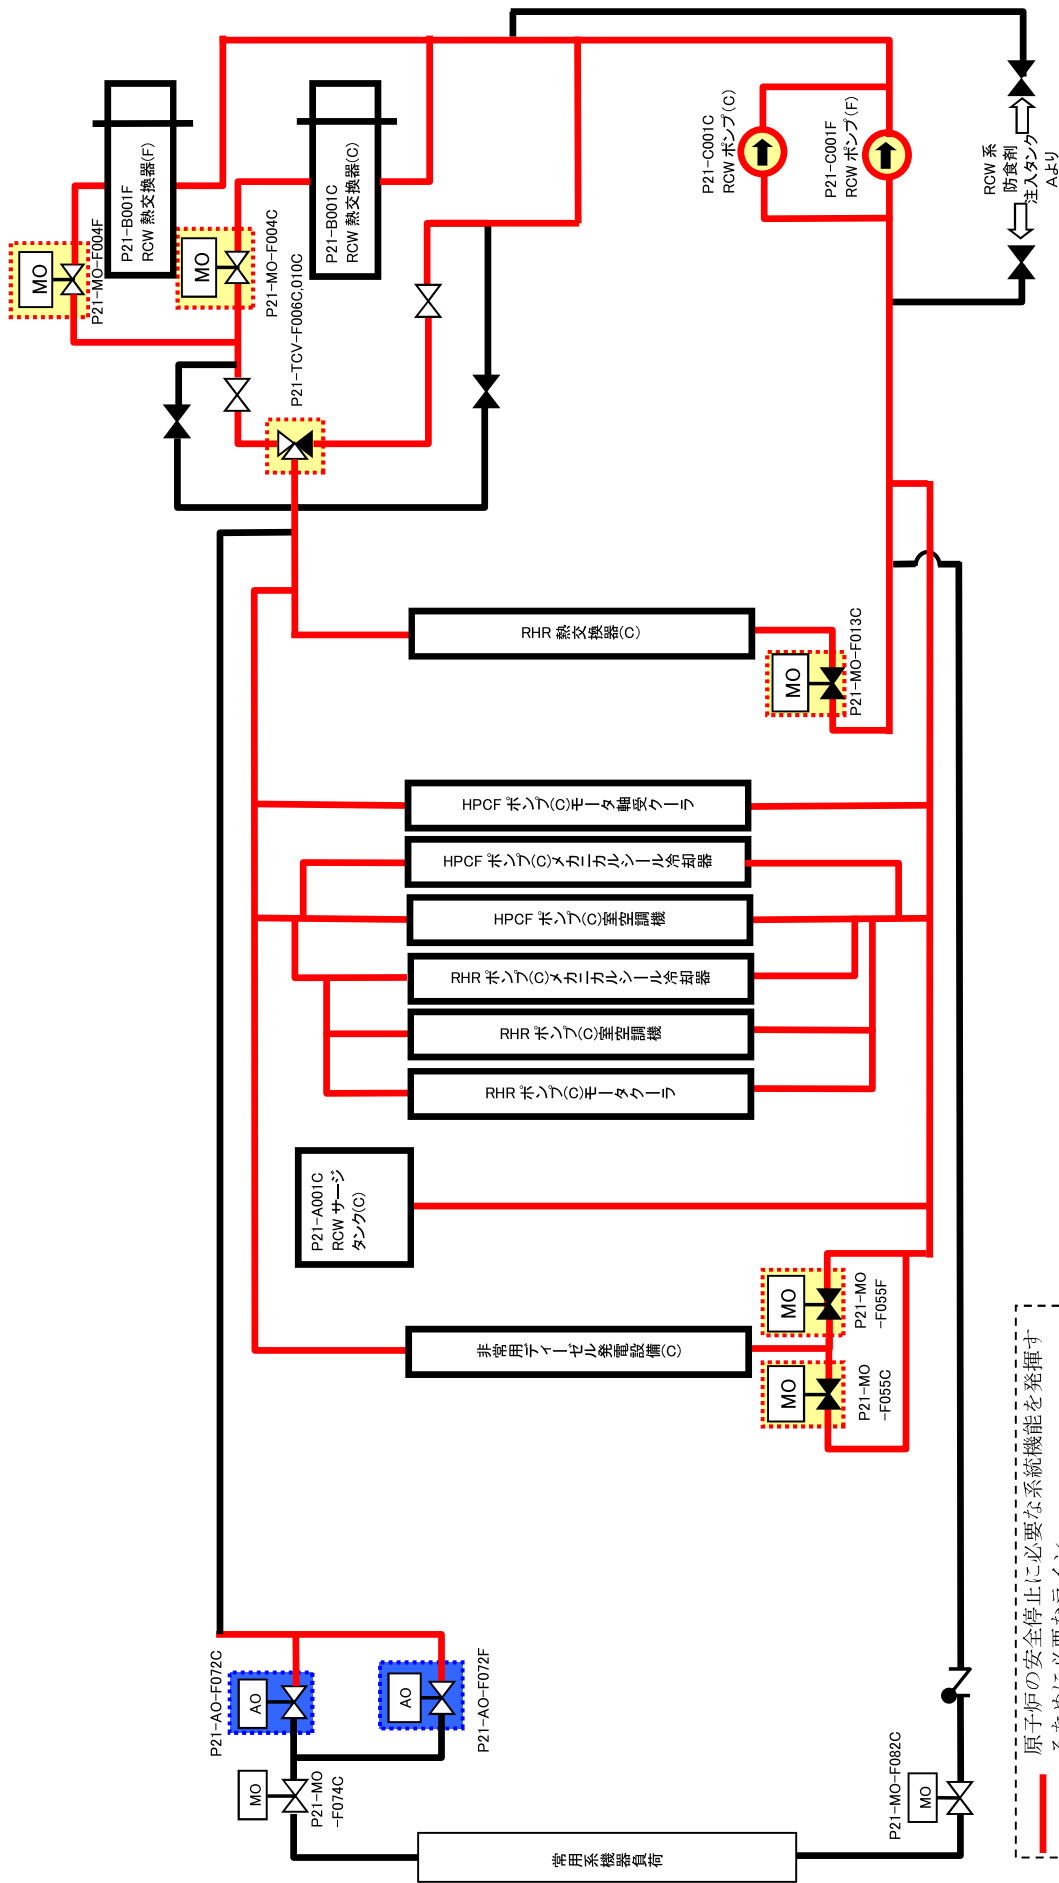 MO
P21-MO-F004F
P21-B001F
RCW 熱交換器(F)
MO
P21-MO-F004C
P21-B001C
RCW 熱交換器(C)
P21-TCV-F006C,010C
P21-C001C
RCW ポンプ(C)
P21-C001F
RCW ポンプ(F)
RCW 系
防食剤
注入タンク
Aより
RHR 熱交換器(C)
MO
P21-MO-F013C
HPCF ポンプ(C)モータ軸受クーラ
HPCF ポンプ(C)メカニカルシール冷却器
HPCF ポンプ(C)室空調機
RHR ポンプ(C)メカニカルシール冷却器
RHR ポンプ(C)室空調機
RHR ポンプ(C)モータクーラ
P21-A001C
RCW サージ
タンク(C)
非常用ディーゼル発電設備(C)
MO
P21-MO
-F055F
MO
P21-MO
-F055C
AO
P21-AO-F072C
AO
P21-AO-F072F
MO
P21-MO
-F074C
MO
P21-MO-F082C
常用系機器負荷
原子炉の安全停止に必要な系統機能を発揮す
るために必要なライン